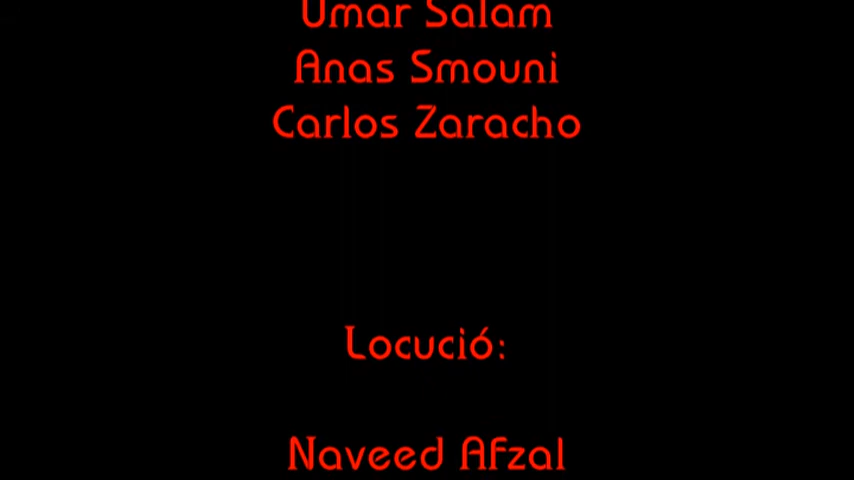 Umar Salam
Anas Smouni
Carlos Zaracho
Locució:
Naveed Afzal